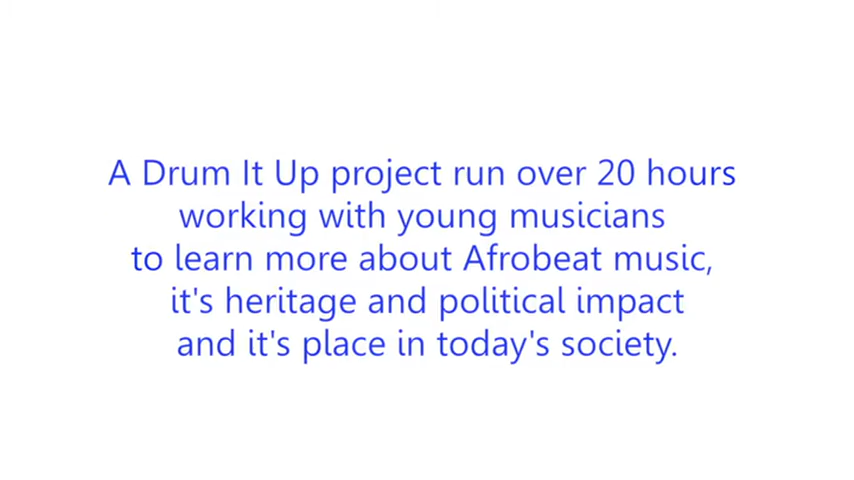 A Drum It Up project run over 20 hours
working with young musicians
to learn more about Afrobeat music,
it's heritage and political impact
and it's place in today's society.